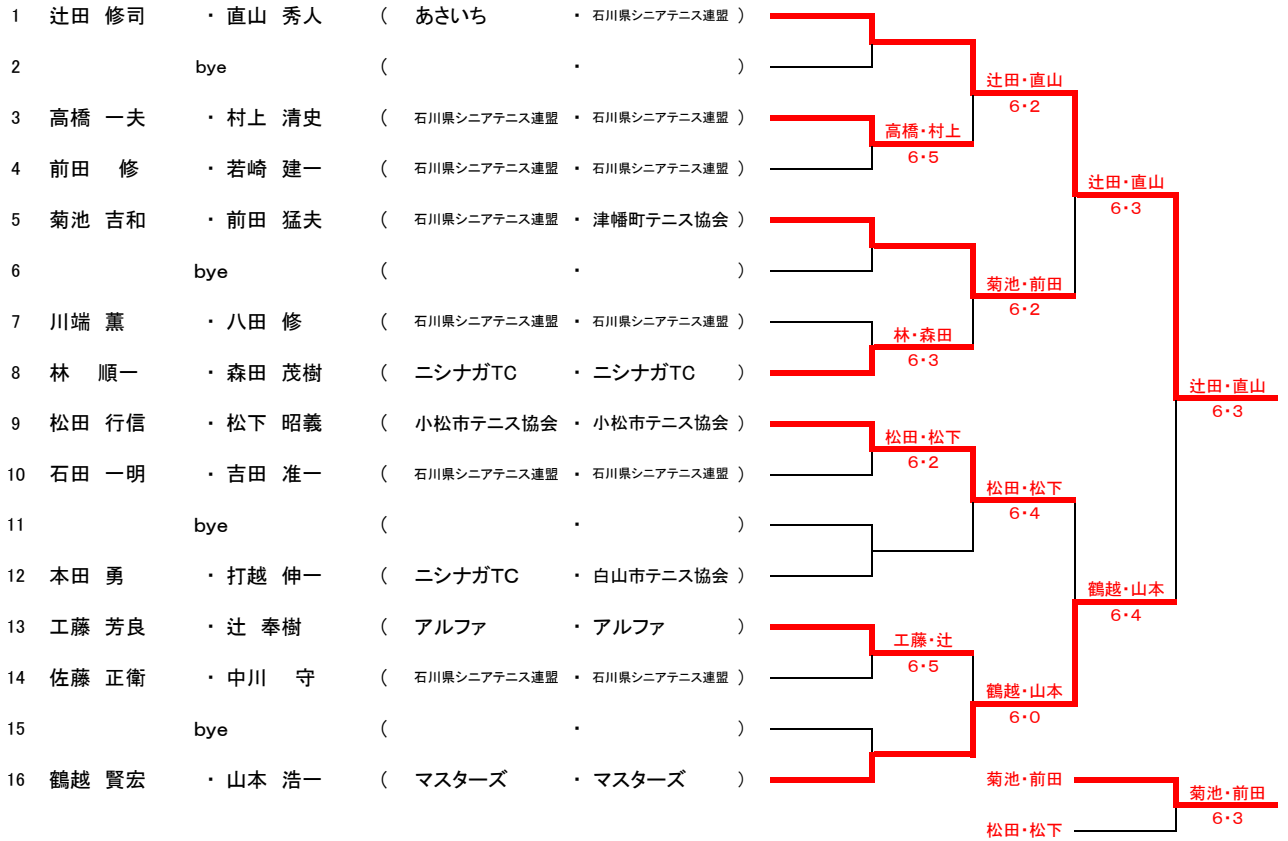 1 辻田 修司 ・ 直山 秀人 ( あさいち ・ 石川県シニアテニス連盟 )
2 bye ( ・ )
辻田・直山
6・2
3 高橋 一夫 ・ 村上 清史 ( 石川県シニアテニス連盟 ・ 石川県シニアテニス連盟 )
高橋・村上
6・5
4 前田 修 ・ 若崎 建一 ( 石川県シニアテニス連盟 ・ 石川県シニアテニス連盟 )
辻田・直山
6・3
5 菊池 吉和 ・ 前田 猛夫 ( 石川県シニアテニス連盟 ・ 津幡町テニス協会 )
6 bye ( ・ )
菊池・前田
6・2
7 川端 薫 ・ 八田 修 ( 石川県シニアテニス連盟 ・ 石川県シニアテニス連盟 )
林・森田
6・3
8 林 順一 ・ 森田 茂樹 ( ニシナガTC ・ ニシナガTC )
辻田・直山
6・3
9 松田 行信 ・ 松下 昭義 ( 小松市テニス協会 ・ 小松市テニス協会 )
松田・松下
6・2
10 石田 一明 ・ 吉田 准一 ( 石川県シニアテニス連盟 ・ 石川県シニアテニス連盟 )
松田・松下
6・4
11 bye ( ・ )
12 本田 勇 ・ 打越 伸一 ( ニシナガTC ・ 白山市テニス協会 )
鶴越・山本
6・4
13 工藤 芳良 ・ 辻 奉樹 ( アルファ ・ アルファ )
工藤・辻
6・5
14 佐藤 正衛 ・ 中川 守 ( 石川県シニアテニス連盟 ・ 石川県シニアテニス連盟 )
鶴越・山本
6・0
15 bye ( ・ )
16 鶴越 賢宏 ・ 山本 浩一 ( マスターズ ・ マスターズ )
菊池・前田
菊池・前田
6・3
松田・松下